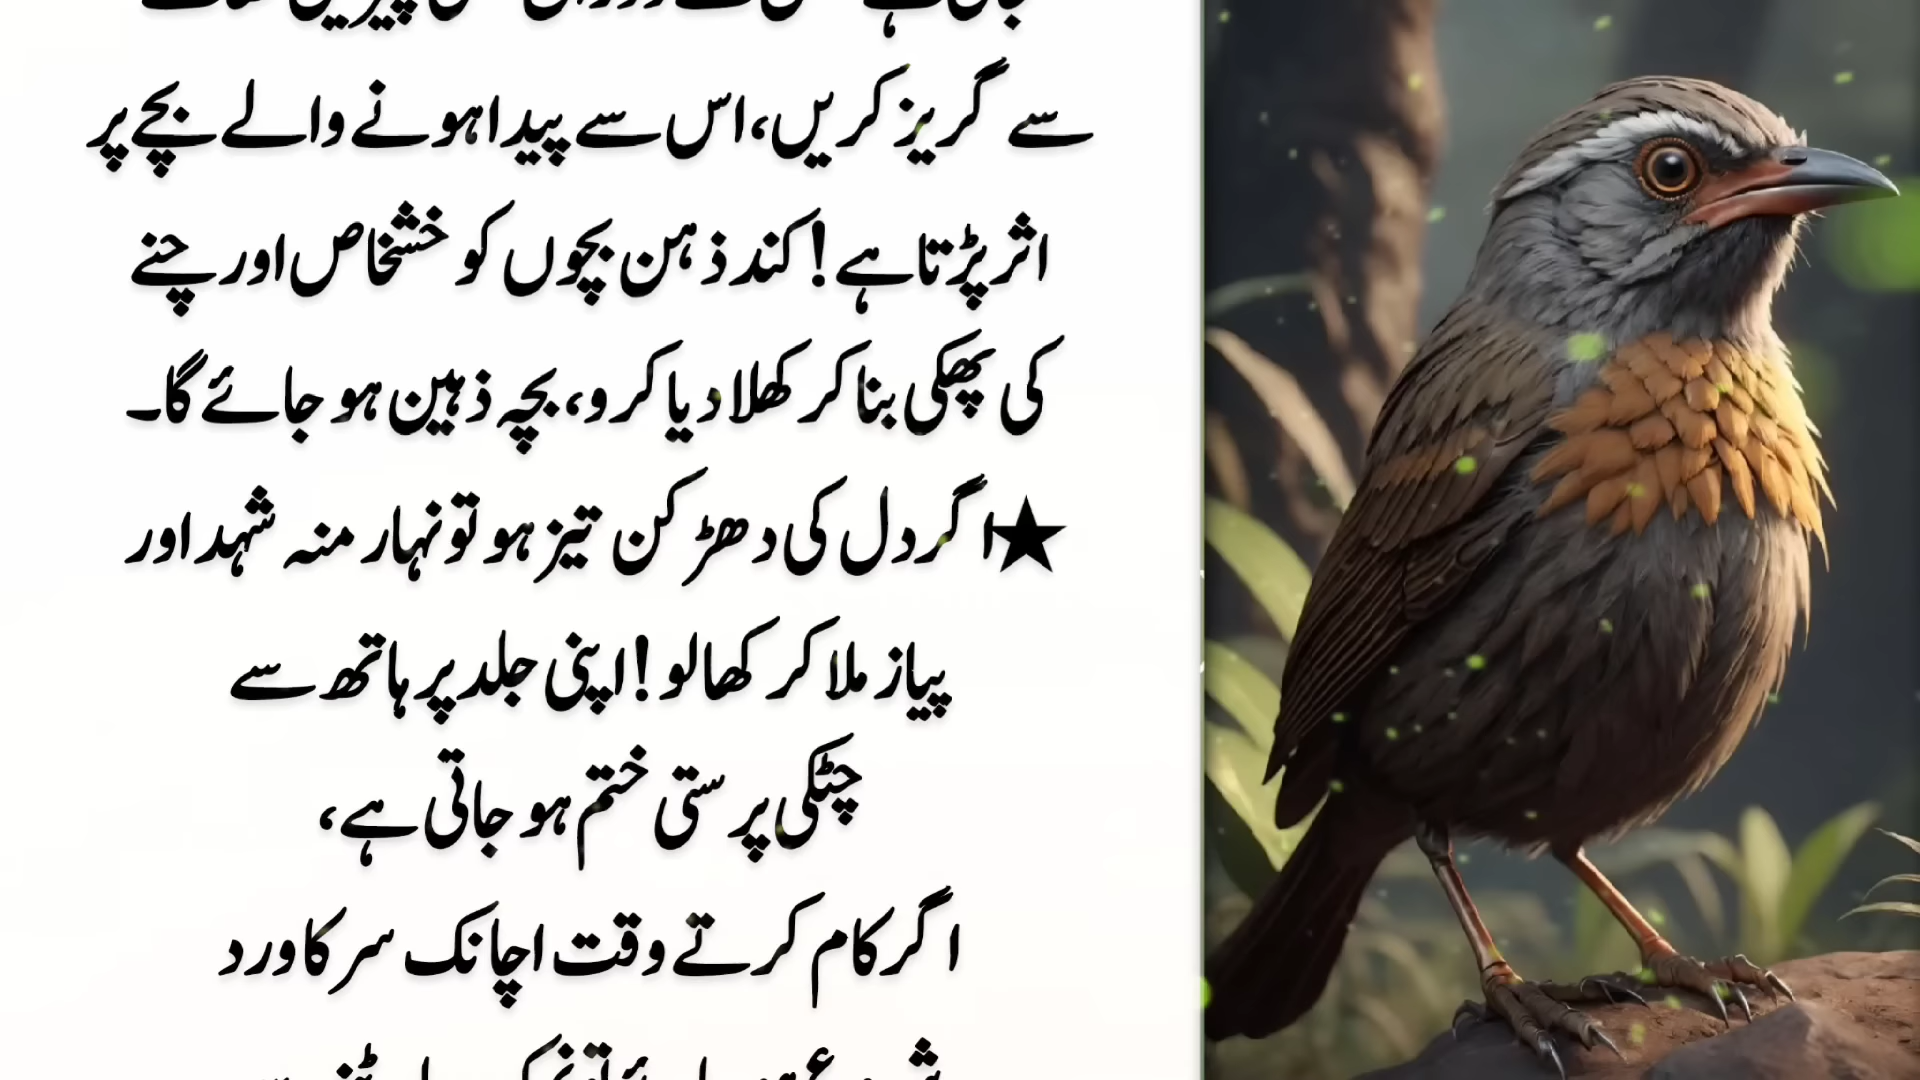 سے گریز کریں، اس سے پیدا ہونے والے بچے پر
اثر پڑتا ہے! کند ذہن بچوں کو خشخاص اور چنے
کی پھکی بنا کر کھلا دیا کرو، بچہ ذہین ہو جائے گا۔
★اگر دل کی دھڑکن تیز ہو تو نہار منہ شہد اور
پیاز ملا کر کھا لو! اپنی جلد پر ہاتھ سے
چٹکی پر ستی ختم ہو جاتی ہے،
اگر کام کرتے وقت اچانک سر کا ورد